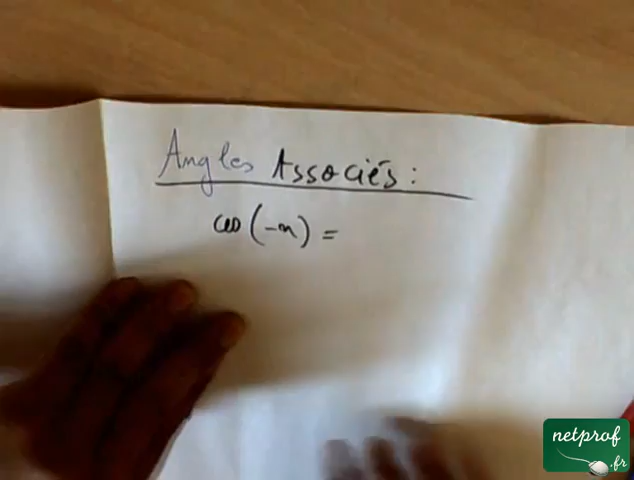 Angles Associés :
cos (-x) =
netprof
.fr